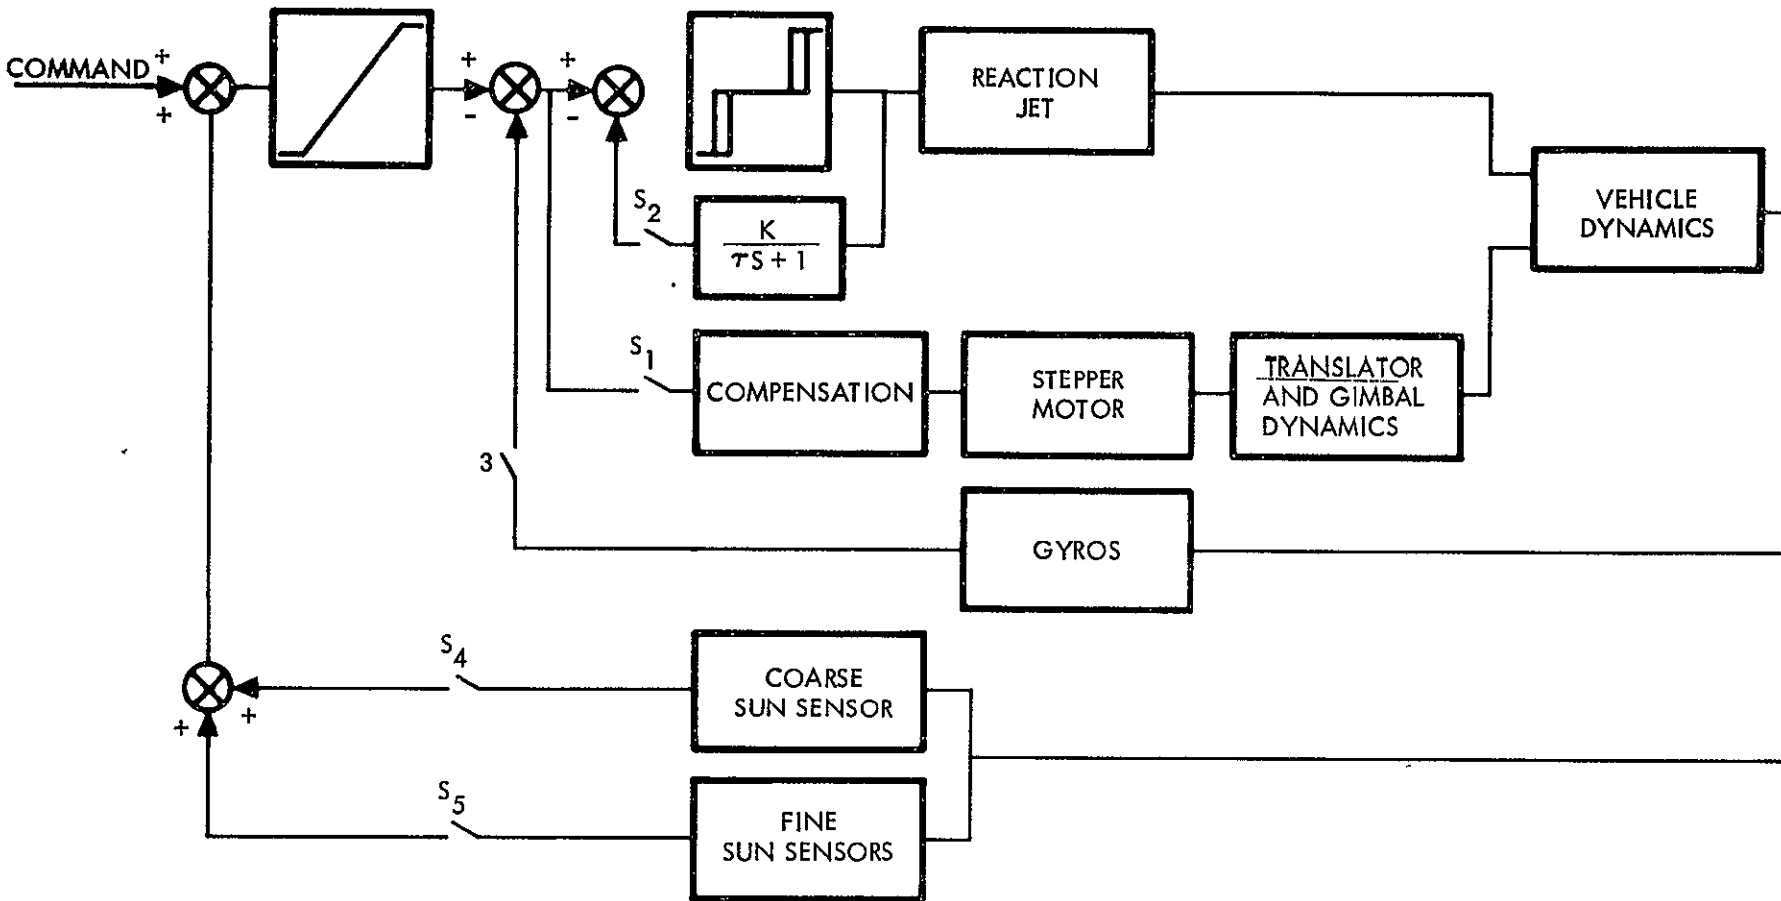 COMMAND
+
+
+
-
+
-
REACTION
JET
S2
K
τS + 1
VEHICLE
DYNAMICS
S1
COMPENSATION
STEPPER
MOTOR
TRANSLATOR
AND GIMBAL
DYNAMICS
3
GYROS
S4
COARSE
SUN SENSOR
+
+
S5
FINE
SUN SENSORS